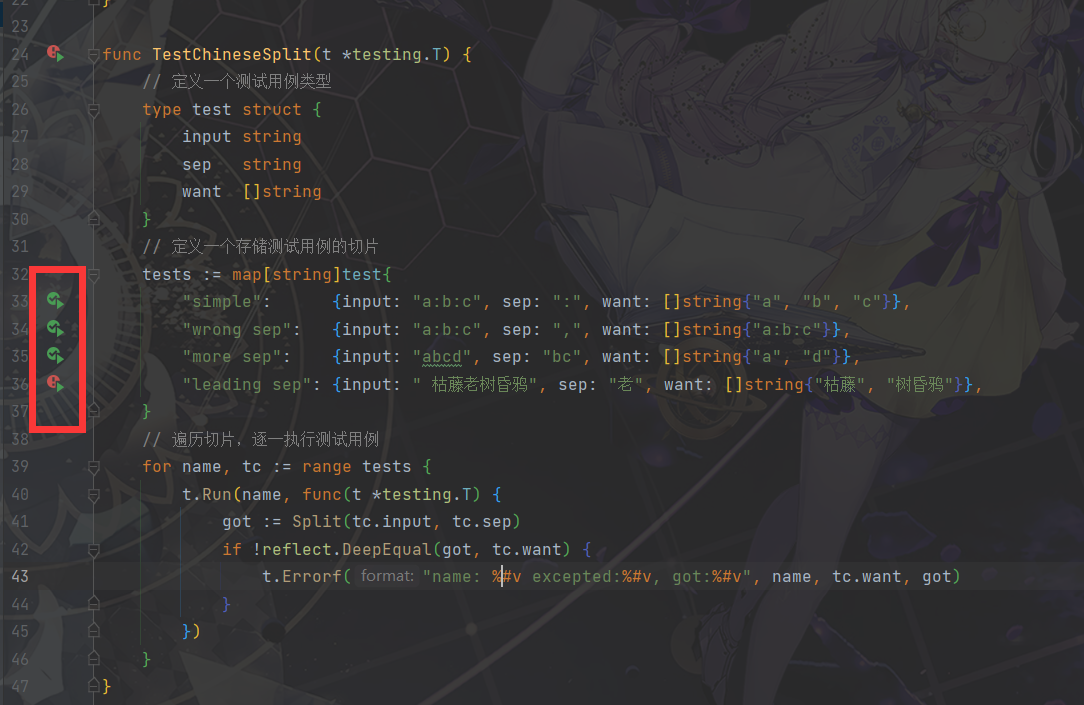 22 }
23
24 func TestChineseSplit(t *testing.T) {
25 // 定义一个测试用例类型
26 type test struct {
27 input string
28 sep string
29 want []string
30 }
31 // 定义一个存储测试用例的切片
32 tests := map[string]test{
33 "simple": {input: "a:b:c", sep: ":", want: []string{"a", "b", "c"}},
34 "wrong sep": {input: "a:b:c", sep: ",", want: []string{"a:b:c"}},
35 "more sep": {input: "abcd", sep: "bc", want: []string{"a", "d"}},
36 "leading sep": {input: " 枯藤老树昏鸦", sep: "老", want: []string{"枯藤", "树昏鸦"}},
37 }
38 // 遍历切片，逐一执行测试用例
39 for name, tc := range tests {
40 t.Run(name, func(t *testing.T) {
41 got := Split(tc.input, tc.sep)
42 if !reflect.DeepEqual(got, tc.want) {
43 t.Errorf( format: "name: %#v excepted:%#v, got:%#v", name, tc.want, got)
44 }
45 })
46 }
47 }